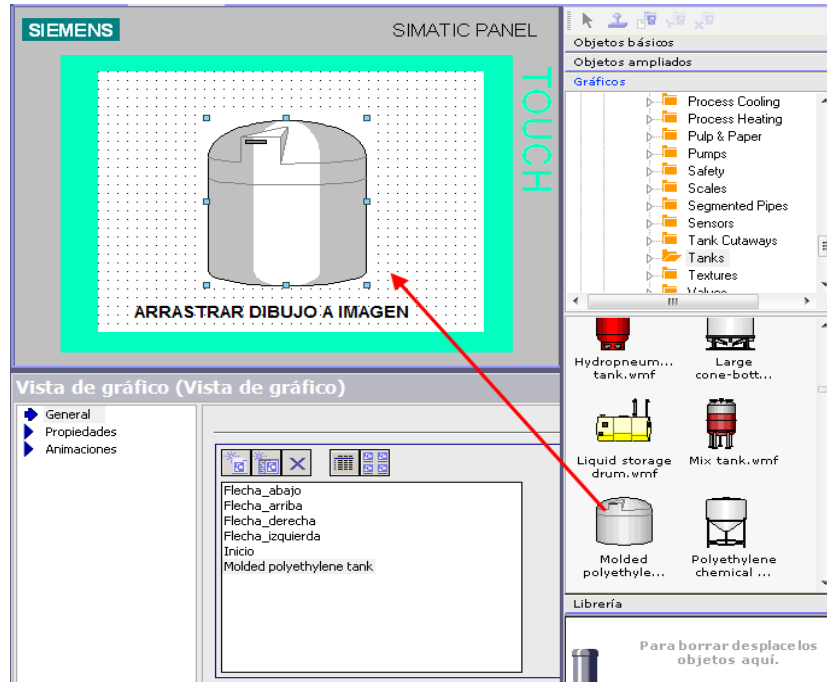 SIEMENS
SIMATIC PANEL
TOUCH
ARRASTRAR DIBUJO A IMAGEN
Objetos básicos
Objetos ampliados
Gráficos
Process Cooling
Process Heating
Pulp & Paper
Pumps
Safety
Scales
Segmented Pipes
Sensors
Tank Cutaways
Tanks
Textures
Values
Hydropneum...
tank.wmf
Large
cone-bott...
Liquid storage
drum.wmf
Mix tank.wmf
Molded
polyethyle...
Polyethylene
chemical ...
Librería
Para borrar desplace los
objetos aquí.
Vista de gráfico (Vista de gráfico)
General
Propiedades
Animaciones
Flecha_abajo
Flecha_arriba
Flecha_derecha
Flecha_izquierda
Inicio
Molded polyethylene tank